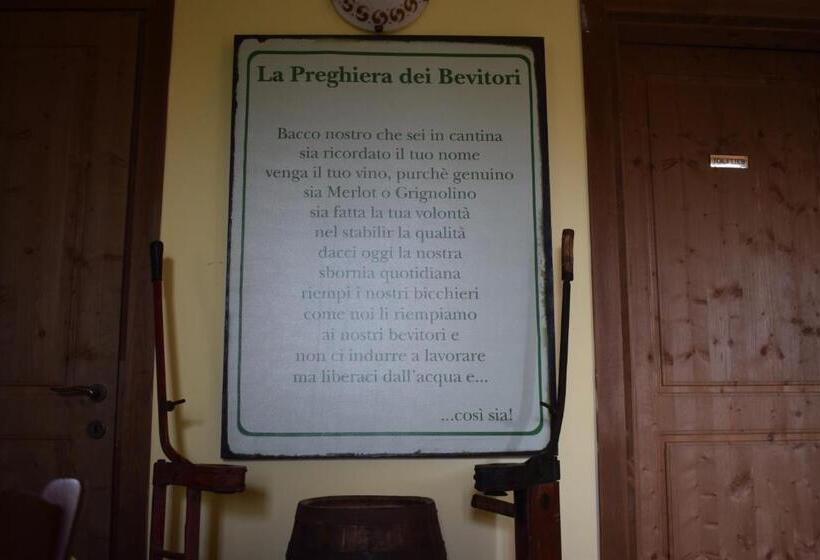 La Preghiera dei Bevitori
Bacco nostro che sei in cantina
sia ricordato il tuo nome
venga il tuo vino, purchè genuino
sia Merlot o Grignolino
sia fatta la tua volontà
nel stabilir la qualità
dacci oggi la nostra
sbornia quotidiana
riempi i nostri bicchieri
come noi li riempiamo
ai nostri bevitori e
non ci indurre a lavorare
ma liberaci dall'acqua e...
...così sia!